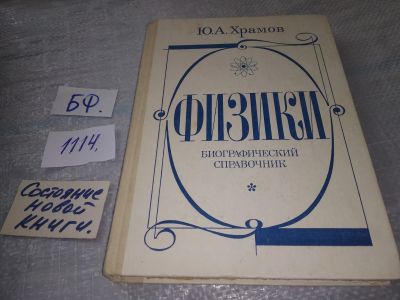 Ю.А.Храмов
ФИЗИКИ
БИОГРАФИЧЕСКИЙ
СПРАВОЧНИК
*
БФ.
1114.
Состояние
новой
книги.